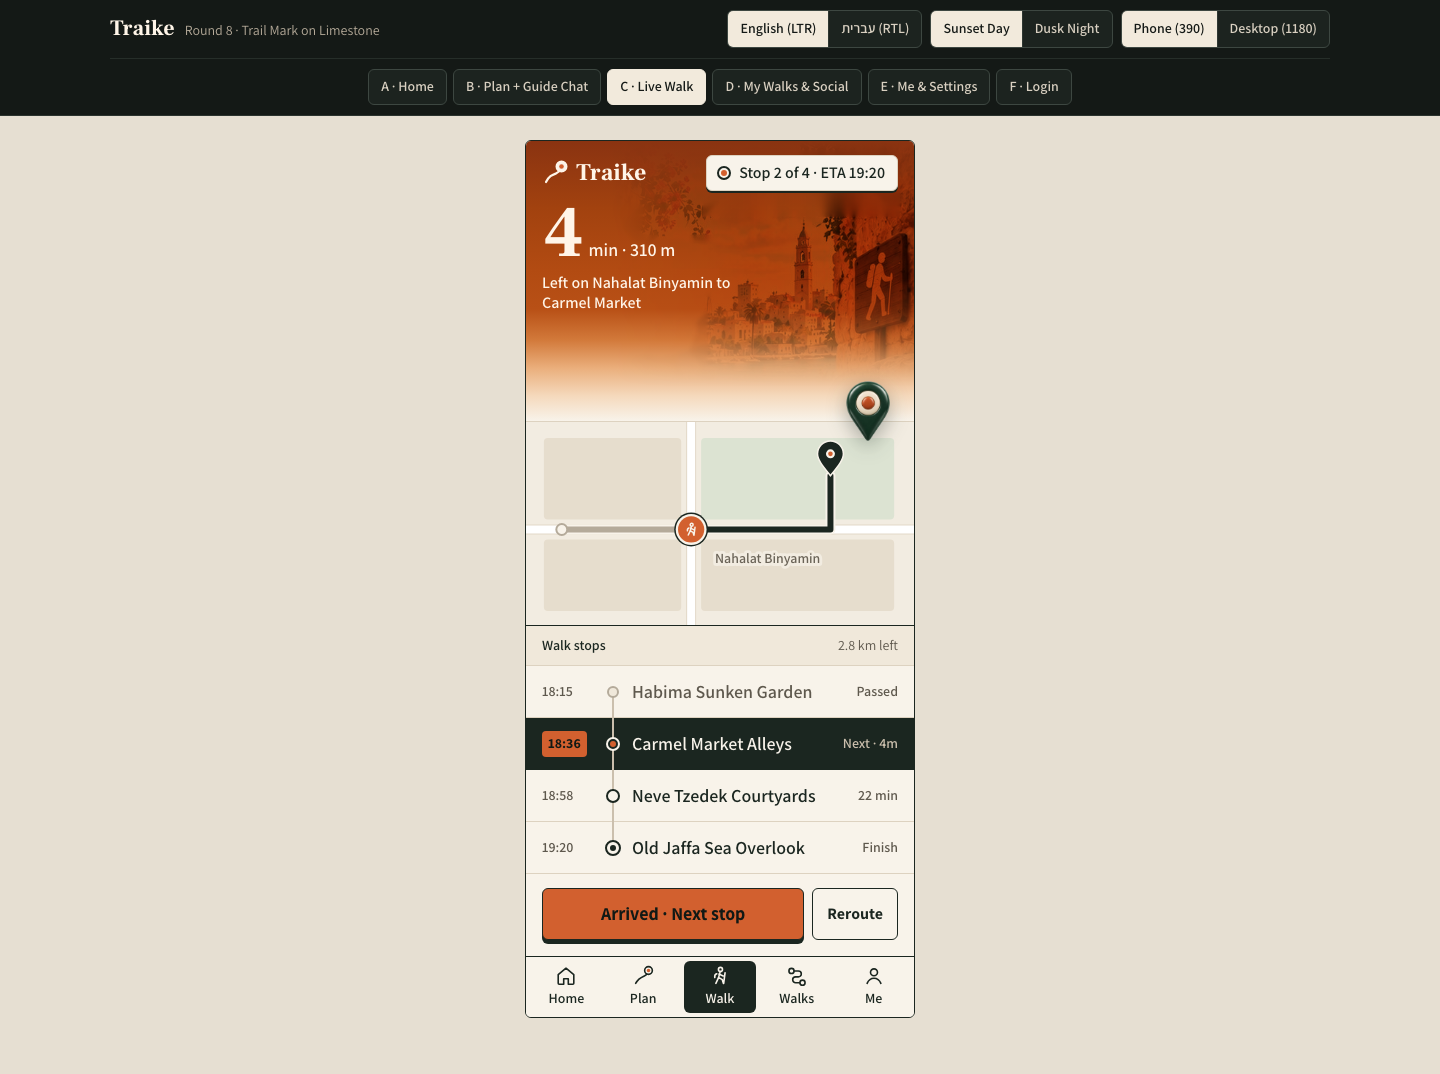 Traike Round 8 · Trail Mark on Limestone
English (LTR) עברית (RTL) Sunset Day Dusk Night Phone (390) Desktop (1180)
A · Home B · Plan + Guide Chat C · Live Walk D · My Walks & Social E · Me & Settings F · Login
Traike Stop 2 of 4 · ETA 19:20
4 min · 310 m
Left on Nahalat Binyamin to
Carmel Market
Nahalat Binyamin
Walk stops 2.8 km left
18:15 Habima Sunken Garden Passed
18:36 Carmel Market Alleys Next · 4m
18:58 Neve Tzedek Courtyards 22 min
19:20 Old Jaffa Sea Overlook Finish
Arrived · Next stop Reroute
Home Plan Walk Walks Me